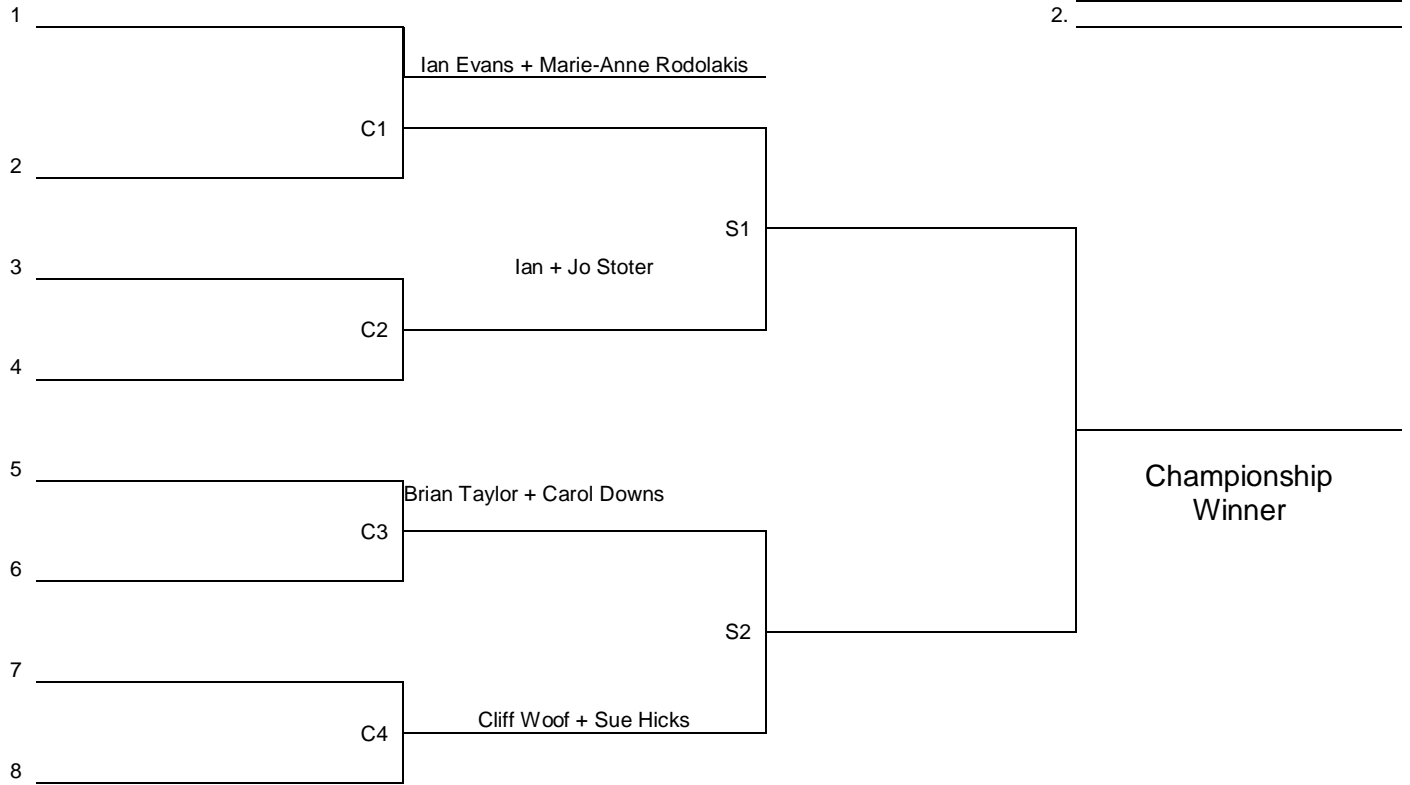 1
2.
Ian Evans + Marie-Anne Rodolakis
C1
2
S1
3
Ian + Jo Stoter
C2
4
5
Championship
Winner
Brian Taylor + Carol Downs
C3
6
S2
7
Cliff Woof + Sue Hicks
C4
8